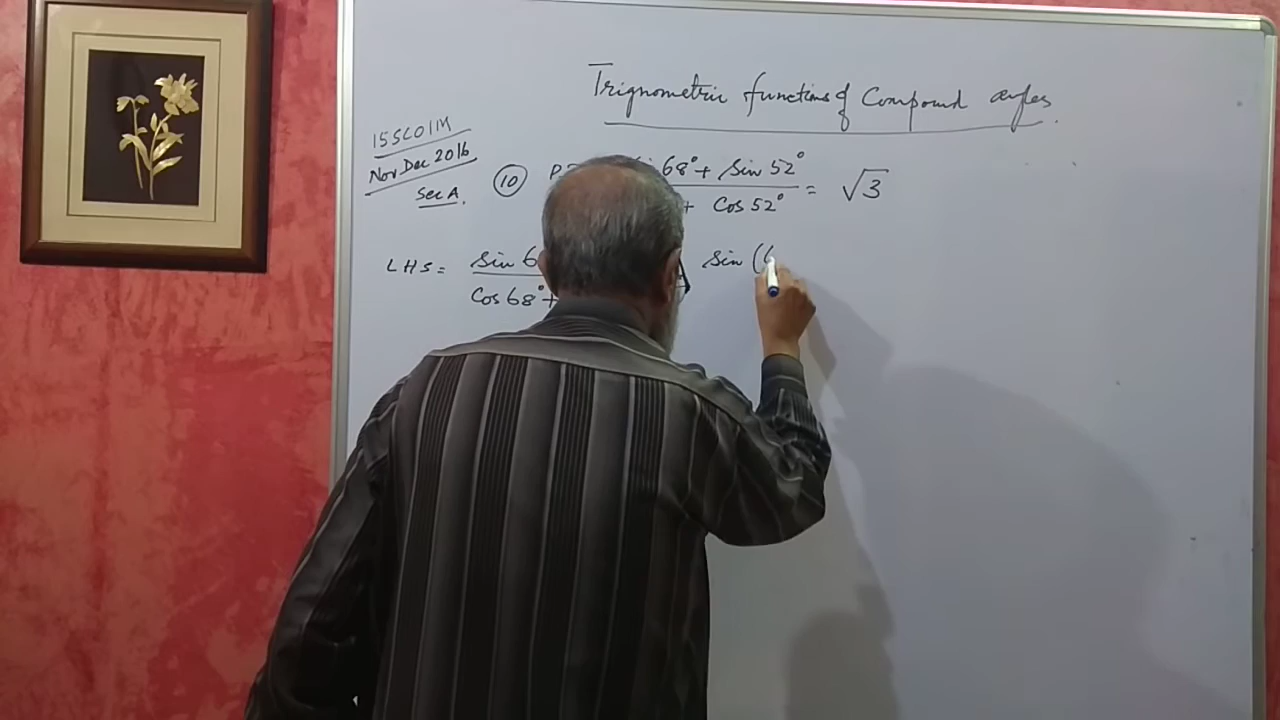 Trignometric functions of Compound angles.
15SC01M
Nov Dec 2016
Sec A.
10 68° + Sin 52° = √3
+ Cos 52°
LHS = Sin 6 Sin (6
Cos 68° +